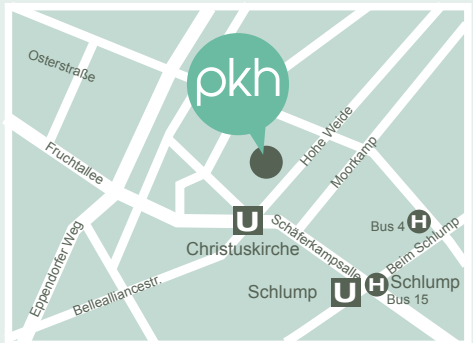 Osterstraße
pkh
Hohe Weide
Moorkamp
Fruchtallee
Eppendorfer Weg
U
Christuskirche
Schäferkampsallee
Bus 4 H
Beim Schlump
Bellealliancestr.
Schlump U H Schlump
Bus 15